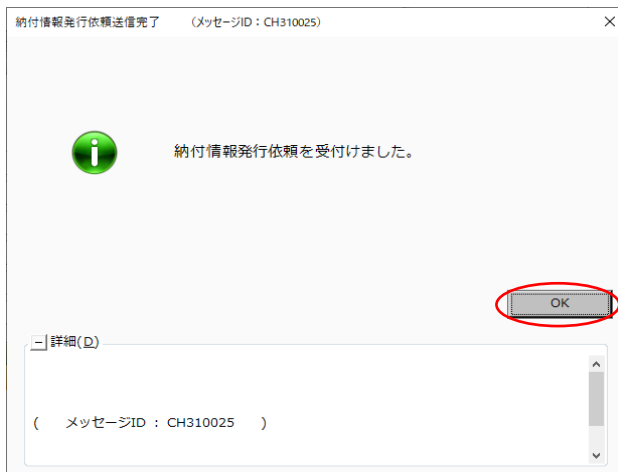 納付情報発行依頼送信完了　　（メッセージID：CH310025）
納付情報発行依頼を受付けました。
OK
詳細(D)
(　メッセージID : CH310025　)